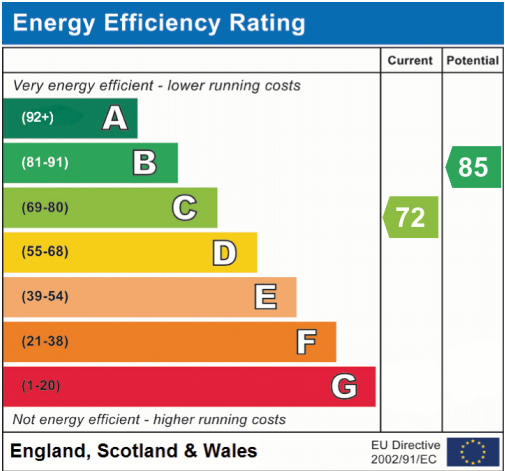 Energy Efficiency Rating
Current Potential
Very energy efficient - lower running costs
(92+) A
(81-91) B
85
(69-80) C
72
(55-68) D
(39-54) E
(21-38) F
(1-20) G
Not energy efficient - higher running costs
England, Scotland & Wales
EU Directive
2002/91/EC